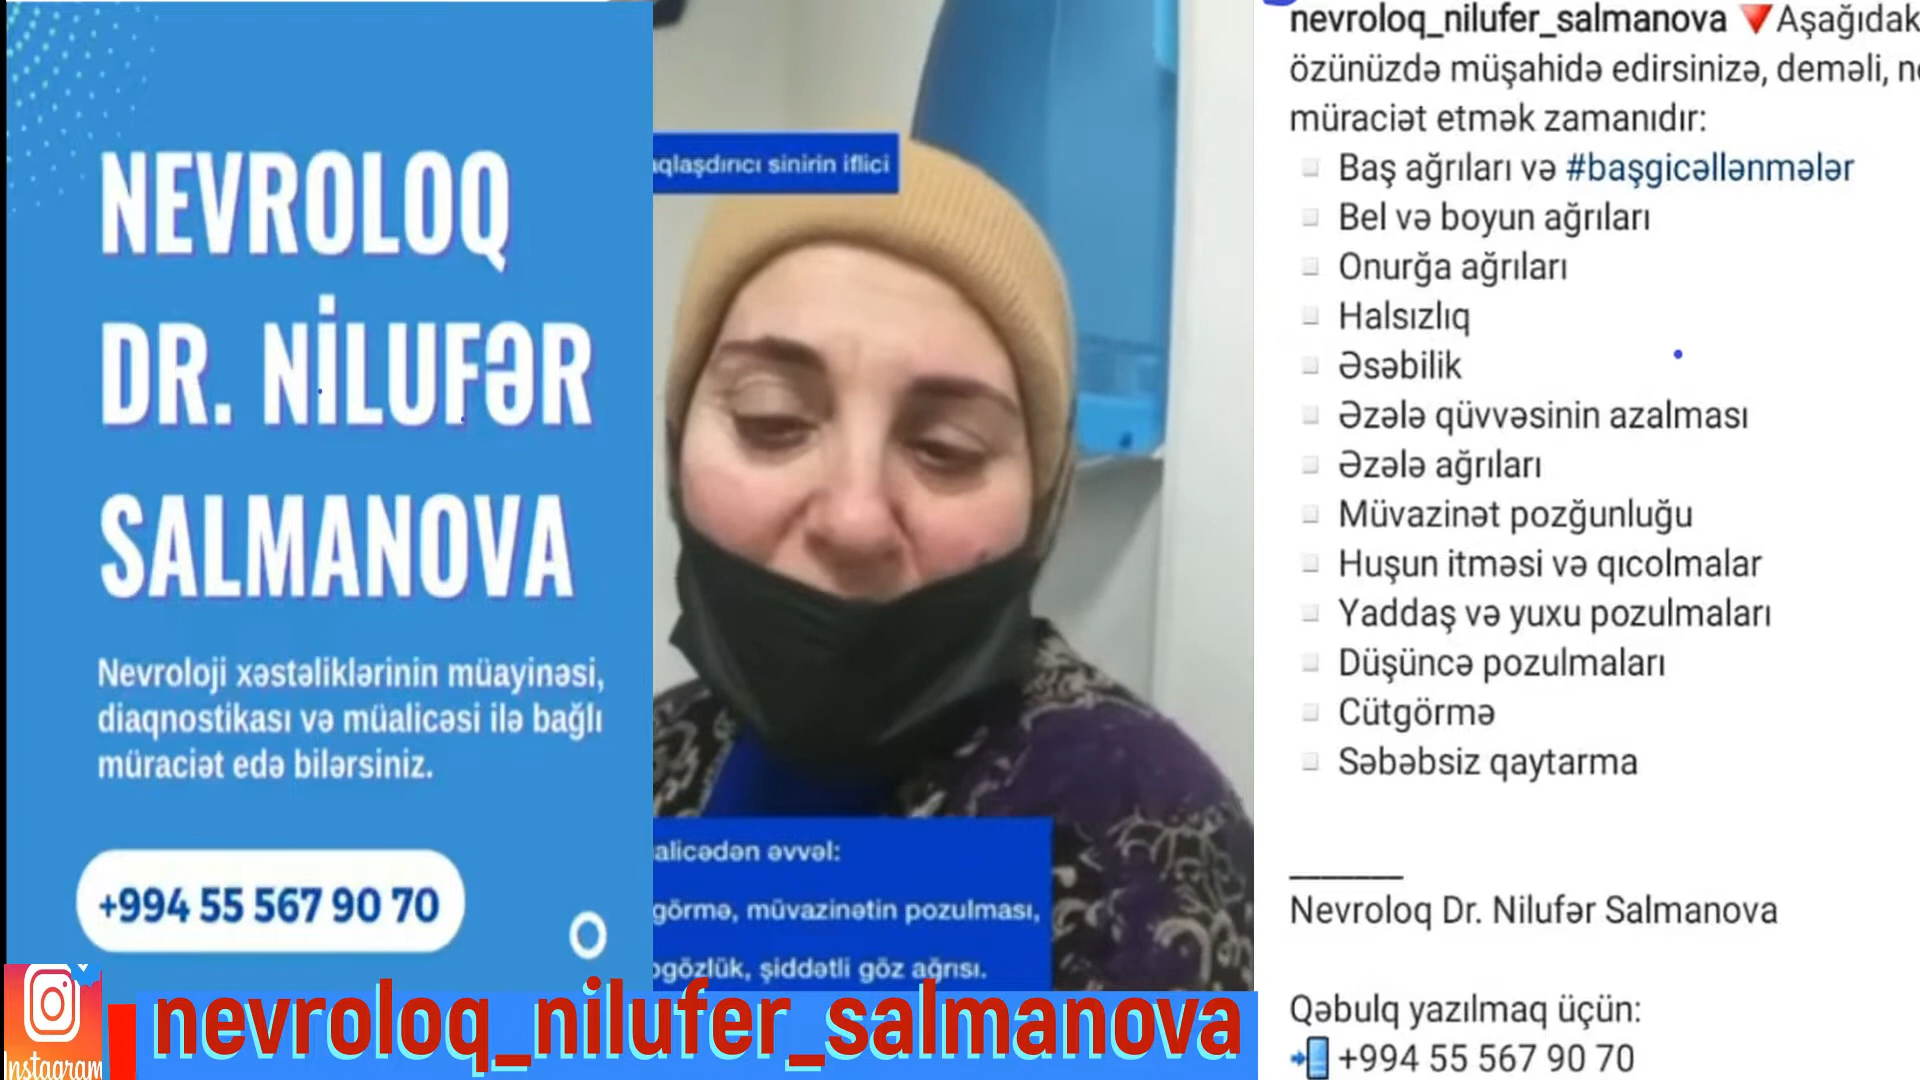 NEVROLOQ
DR. NİLUFƏR
SALMANOVA
Nevroloji xəstəliklərinin müayinəsi,
diaqnostikası və müalicəsi ilə bağlı
müraciət edə bilərsiniz.
+994 55 567 90 70
qlaşdırıcı sinirin iflici
alicədən əvvəl:
görmə, müvazinətin pozulması,
gözlük, şiddətli göz ağrısı.
Instagram
nevroloq_nilufer_salmanova
nevroloq_nilufer_salmanova 🔻Aşağıdak
özünüzdə müşahidə edirsinizə, deməli, n
müraciət etmək zamanıdır:
▫️ Baş ağrıları və #başgicəllənmələr
▫️ Bel və boyun ağrıları
▫️ Onurğa ağrıları
▫️ Halsızlıq
▫️ Əsəbilik
▫️ Əzələ qüvvəsinin azalması
▫️ Əzələ ağrıları
▫️ Müvazinət pozğunluğu
▫️ Huşun itməsi və qıcolmalar
▫️ Yaddaş və yuxu pozulmaları
▫️ Düşüncə pozulmaları
▫️ Cütgörmə
▫️ Səbəbsiz qaytarma
________
Nevroloq Dr. Nilufər Salmanova
Qəbulq yazılmaq üçün:
📲 +994 55 567 90 70